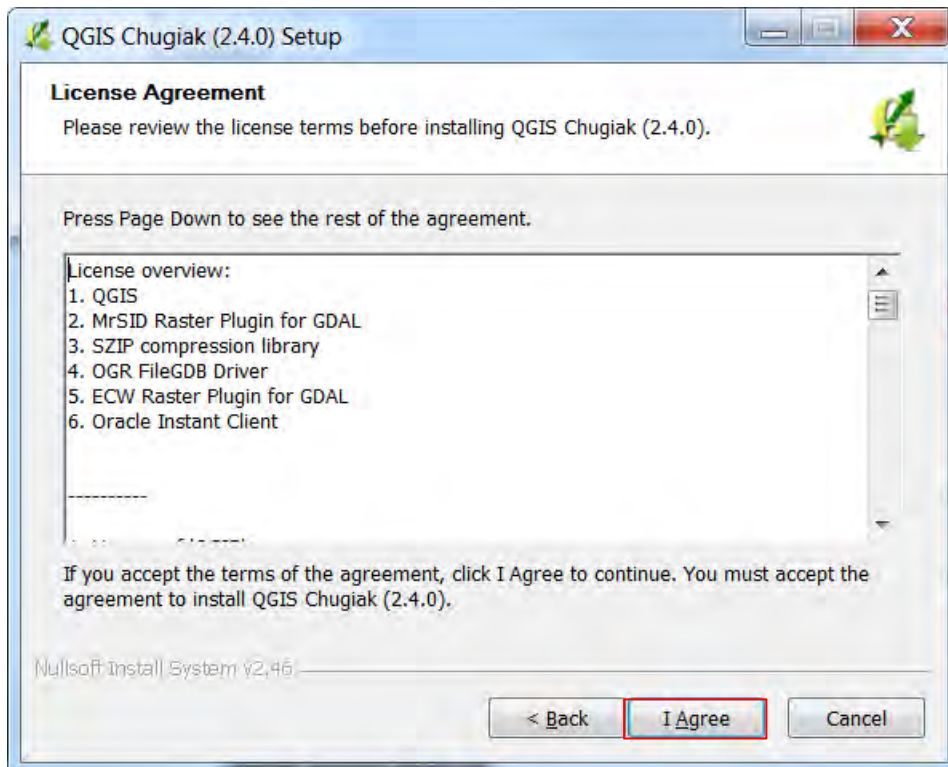 QGIS Chugiak (2.4.0) Setup
License Agreement
Please review the license terms before installing QGIS Chugiak (2.4.0).
Press Page Down to see the rest of the agreement.
License overview:
1. QGIS
2. MrSID Raster Plugin for GDAL
3. SZIP compression library
4. OGR FileGDB Driver
5. ECW Raster Plugin for GDAL
6. Oracle Instant Client
----------
If you accept the terms of the agreement, click I Agree to continue. You must accept the
agreement to install QGIS Chugiak (2.4.0).
Nullsoft Install System v2.46
< Back I Agree Cancel